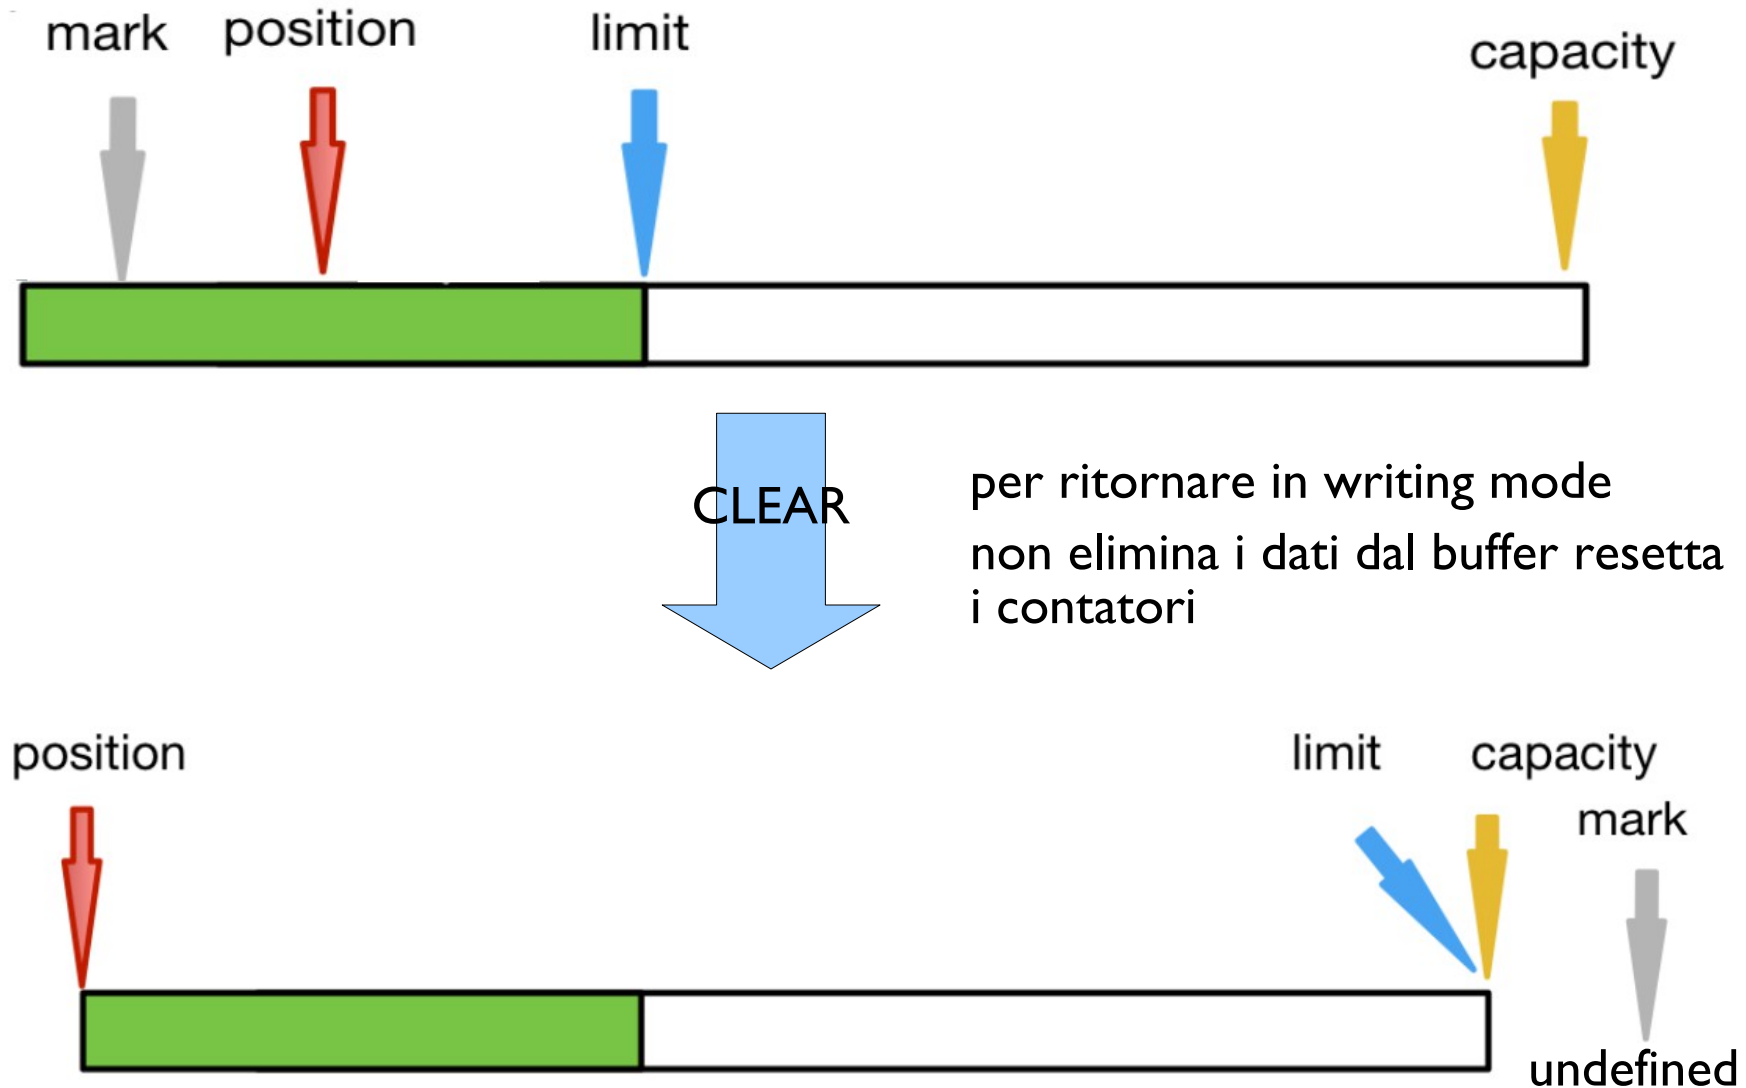 mark position limit capacity
CLEAR
per ritornare in writing mode
non elimina i dati dal buffer resetta
i contatori
position limit capacity
mark
undefined